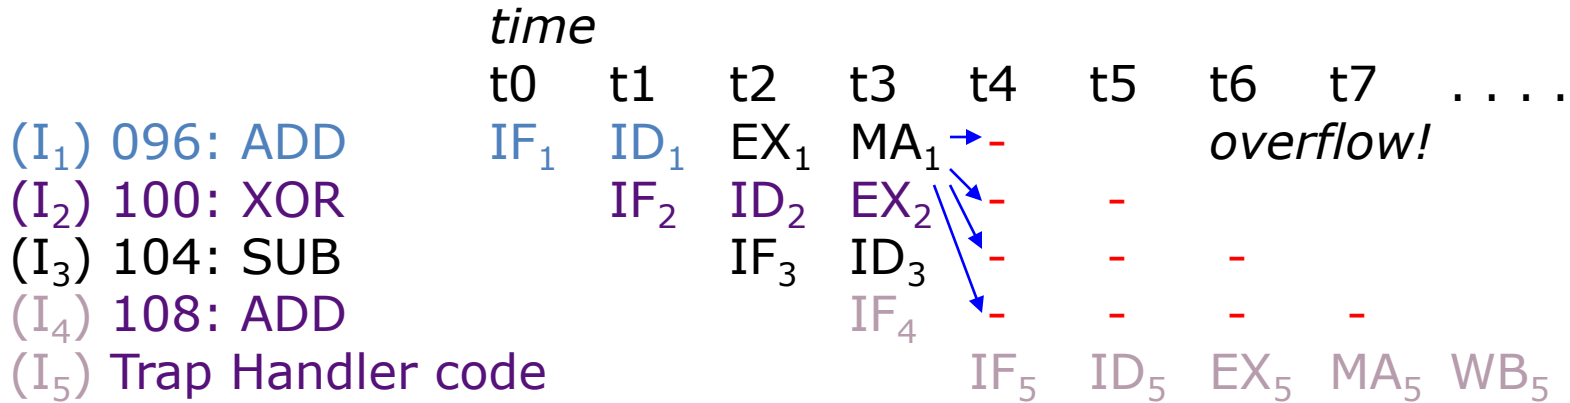 time
t0 t1 t2 t3 t4 t5 t6 t7 . . . .
(I₁) 096: ADD IF₁ ID₁ EX₁ MA₁ - overflow!
(I₂) 100: XOR IF₂ ID₂ EX₂ - -
(I₃) 104: SUB IF₃ ID₃ - - -
(I₄) 108: ADD IF₄ - - - -
(I₅) Trap Handler code IF₅ ID₅ EX₅ MA₅ WB₅